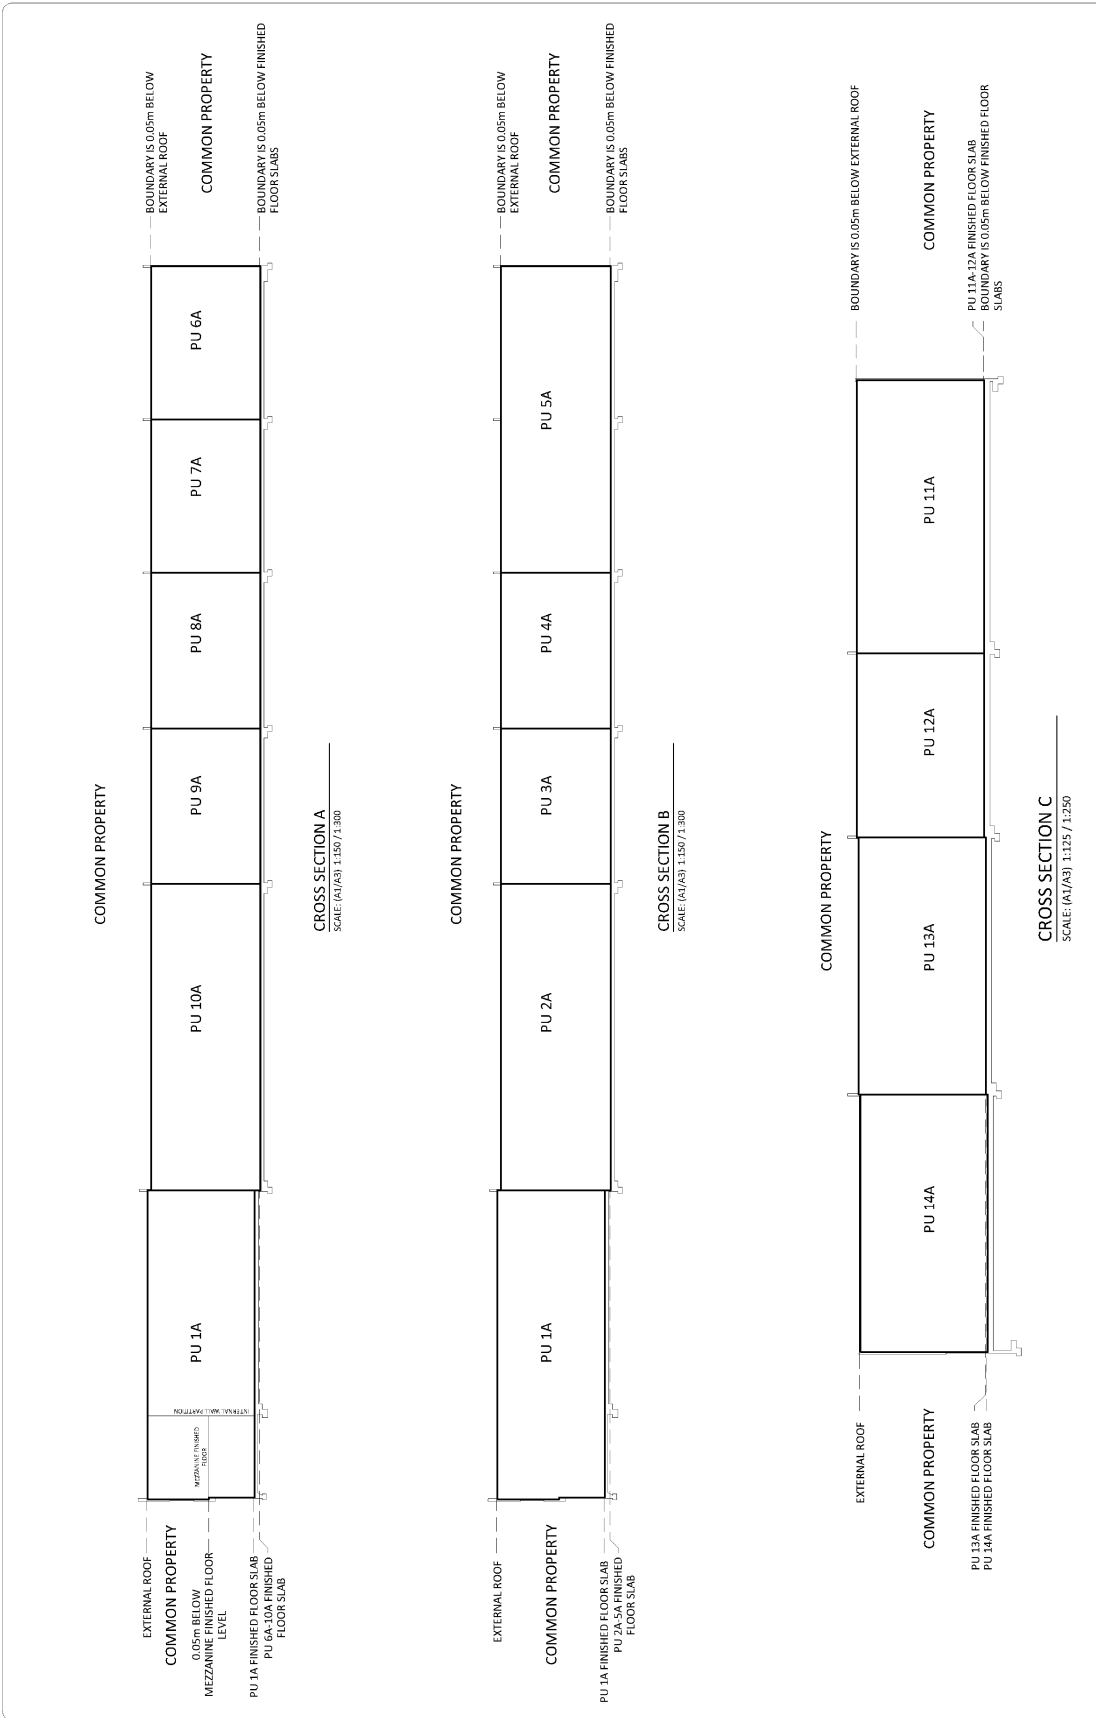 COMMON PROPERTY
EXTERNAL ROOF
COMMON PROPERTY
0.05m BELOW
MEZZANINE FINISHED FLOOR
LEVEL
PU 1A FINISHED FLOOR SLAB
PU 6A-10A FINISHED
FLOOR SLAB
MEZZANINE FINISHED
FLOOR
INTERNAL WALL PARTITION
PU 1A
PU 10A
PU 9A
PU 8A
PU 7A
PU 6A
BOUNDARY IS 0.05m BELOW
EXTERNAL ROOF
COMMON PROPERTY
BOUNDARY IS 0.05m BELOW FINISHED
FLOOR SLABS
CROSS SECTION A
SCALE: (A1/A3) 1:150 / 1:300
COMMON PROPERTY
EXTERNAL ROOF
COMMON PROPERTY
PU 1A FINISHED FLOOR SLAB
PU 2A-5A FINISHED
FLOOR SLAB
PU 1A
PU 2A
PU 3A
PU 4A
PU 5A
BOUNDARY IS 0.05m BELOW
EXTERNAL ROOF
COMMON PROPERTY
BOUNDARY IS 0.05m BELOW FINISHED
FLOOR SLABS
CROSS SECTION B
SCALE: (A1/A3) 1:150 / 1:300
COMMON PROPERTY
EXTERNAL ROOF
COMMON PROPERTY
PU 13A FINISHED FLOOR SLAB
PU 14A FINISHED FLOOR SLAB
PU 14A
PU 13A
PU 12A
PU 11A
BOUNDARY IS 0.05m BELOW EXTERNAL ROOF
COMMON PROPERTY
PU 11A-12A FINISHED FLOOR SLAB
BOUNDARY IS 0.05m BELOW FINISHED FLOOR
SLABS
CROSS SECTION C
SCALE: (A1/A3) 1:125 / 1:250